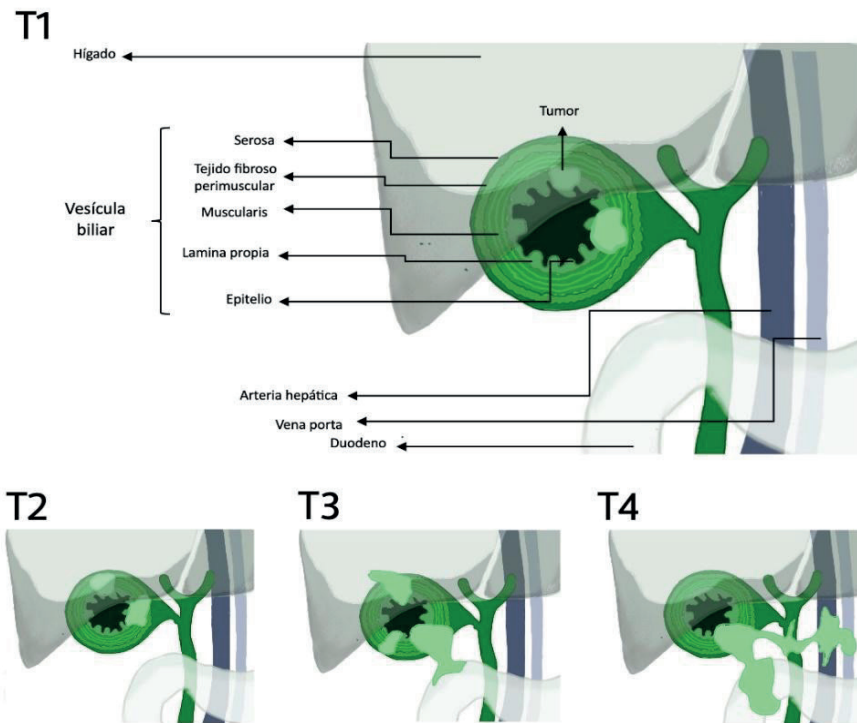 T1
Hígado
Tumor
Serosa
Tejido fibroso
perimuscular
Vesícula
biliar
Muscularis
Lamina propia
Epitelio
Arteria hepática
Vena porta
Duodeno
T2
T3
T4